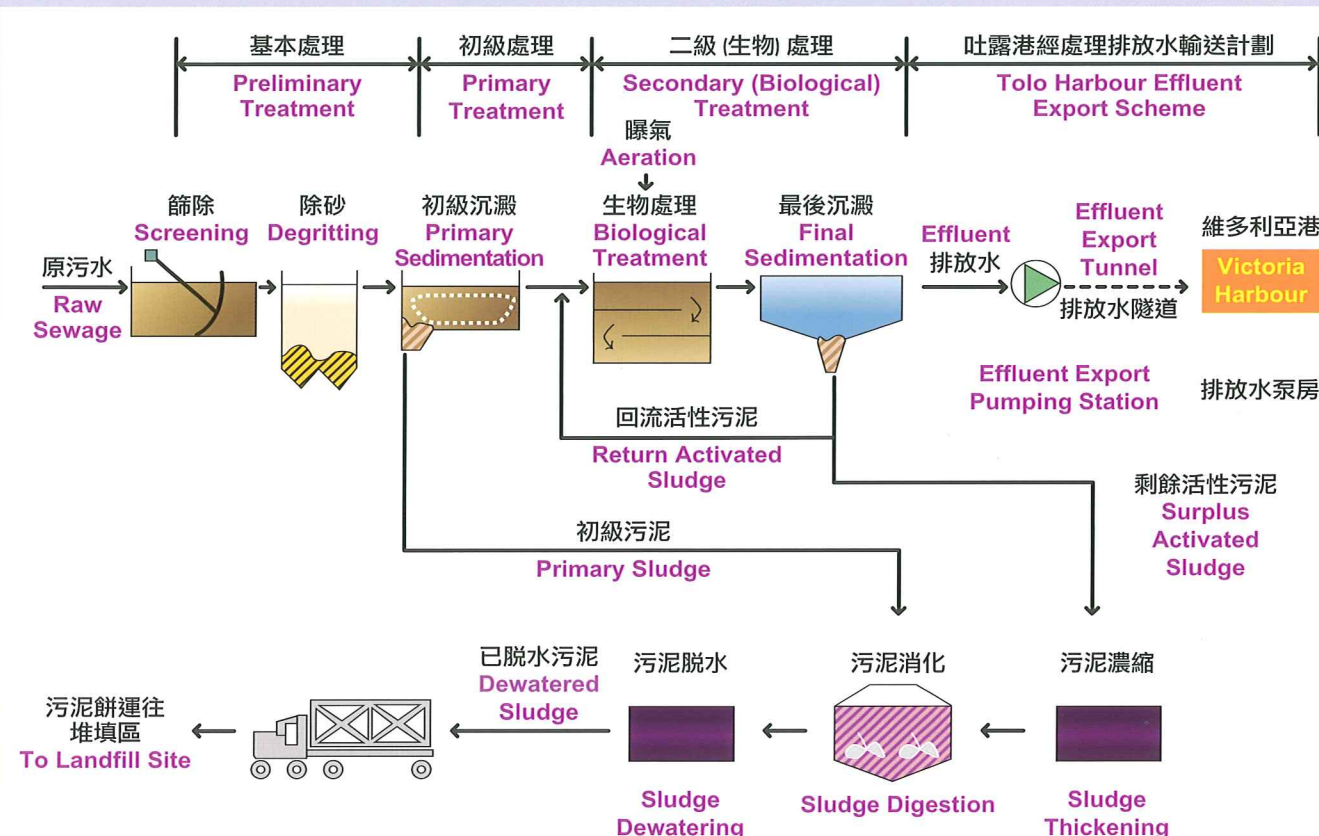 基本處理
Preliminary
Treatment
初級處理
Primary
Treatment
二級 (生物) 處理
Secondary (Biological)
Treatment
吐露港經處理排放水輸送計劃
Tolo Harbour Effluent
Export Scheme
曝氣
Aeration
原污水
Raw
Sewage
篩除
Screening
除砂
Degritting
初級沉澱
Primary
Sedimentation
生物處理
Biological
Treatment
最後沉澱
Final
Sedimentation
Effluent
排放水
Effluent
Export
Tunnel
排放水隧道
維多利亞港
Victoria
Harbour
Effluent Export
Pumping Station
排放水泵房
回流活性污泥
Return Activated
Sludge
剩餘活性污泥
Surplus
Activated
Sludge
初級污泥
Primary Sludge
污泥餅運往
堆填區
To Landfill Site
已脱水污泥
Dewatered
Sludge
污泥脱水
Sludge
Dewatering
污泥消化
Sludge Digestion
污泥濃縮
Sludge
Thickening